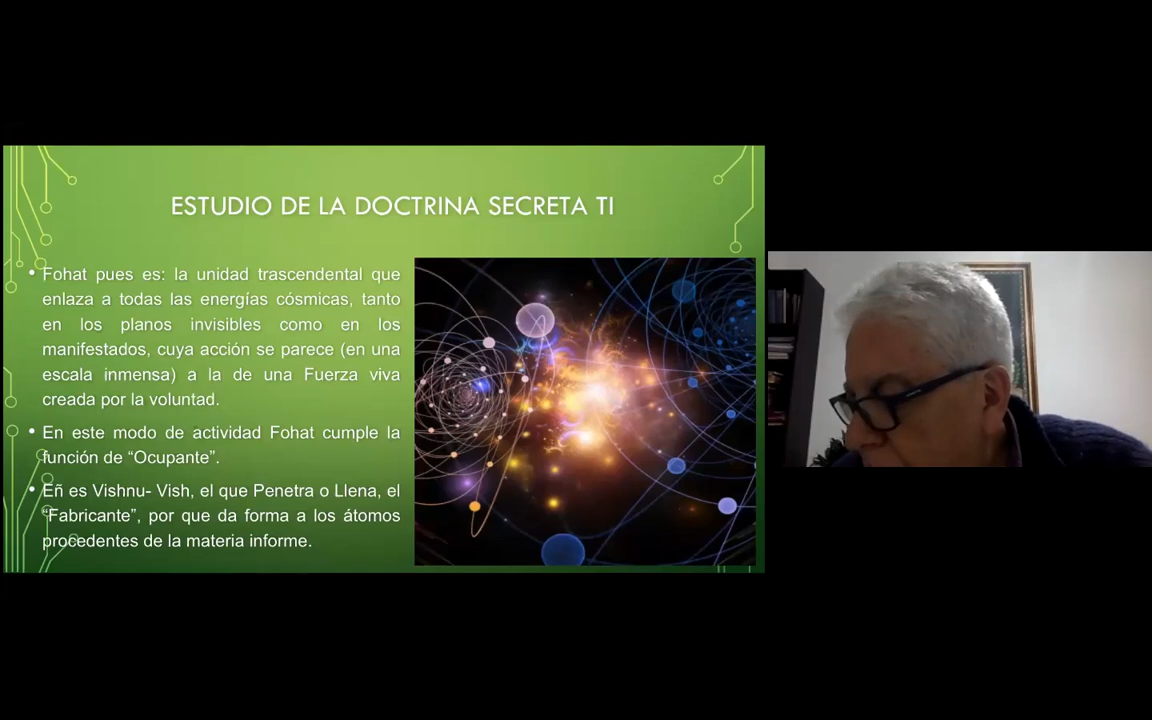 ESTUDIO DE LA DOCTRINA SECRETA TI
• Fohat pues es: la unidad trascendental que
enlaza a todas las energías cósmicas, tanto
en los planos invisibles como en los
manifestados, cuya acción se parece (en una
escala inmensa) a la de una Fuerza viva
creada por la voluntad.
• En este modo de actividad Fohat cumple la
función de “Ocupante”.
• Eñ es Vishnu- Vish, el que Penetra o Llena, el
“Fabricante”, por que da forma a los átomos
procedentes de la materia informe.